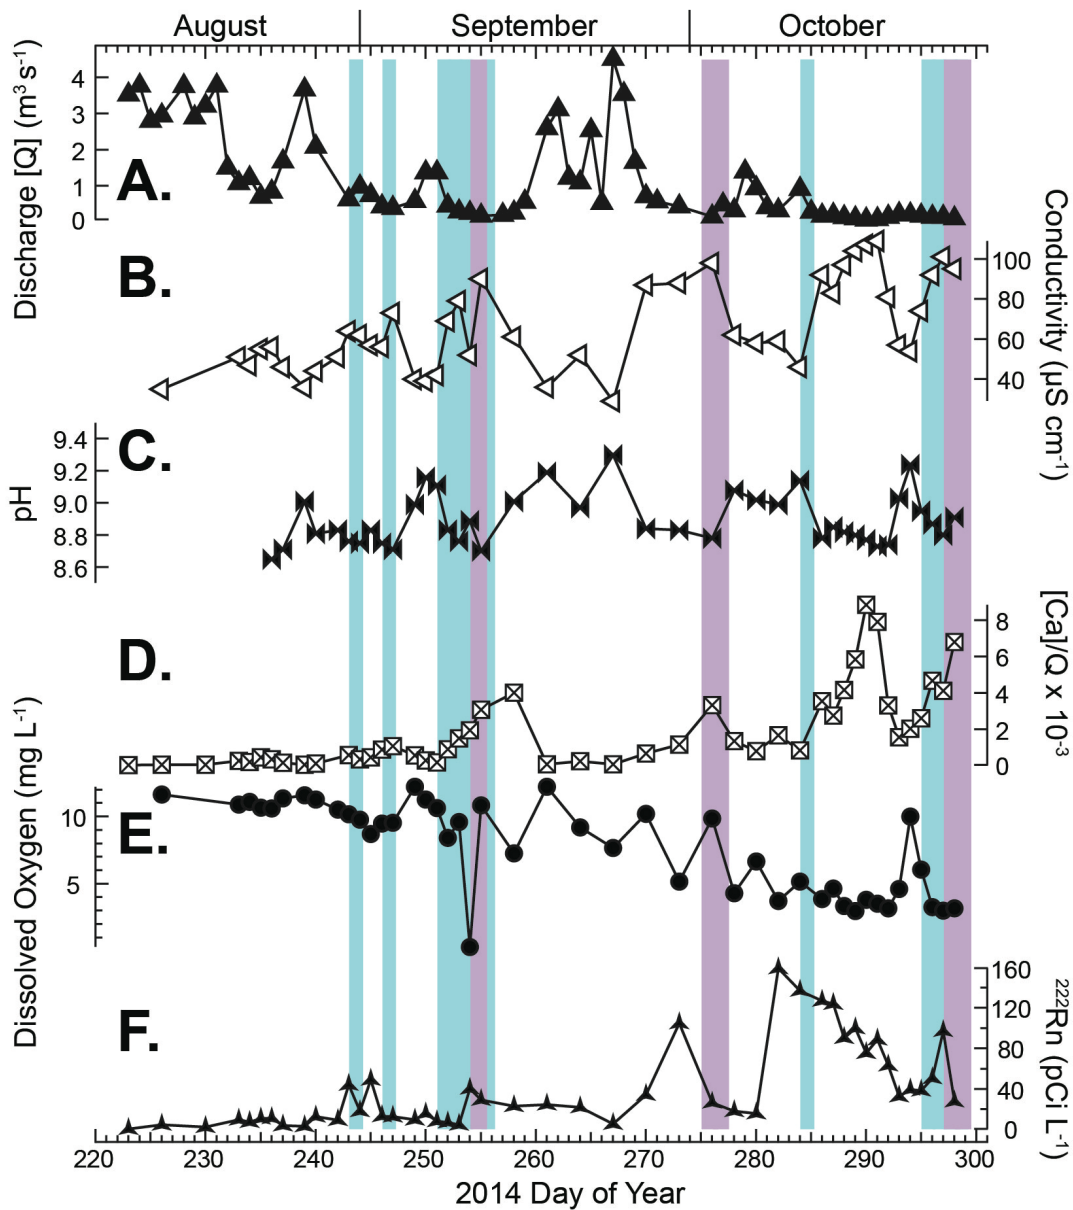 August September October
Discharge [Q] (m³ s⁻¹)
4
3
2
1
0
A.
B.
Conductivity (µS cm⁻¹)
100
80
60
40
C.
pH
9.4
9.2
9.0
8.8
8.6
D.
[Ca]/Q x 10⁻³
8
6
4
2
0
E.
Dissolved Oxygen (mg L⁻¹)
10
5
F.
²²²Rn (pCi L⁻¹)
160
120
80
40
0
220 230 240 250 260 270 280 290 300
2014 Day of Year